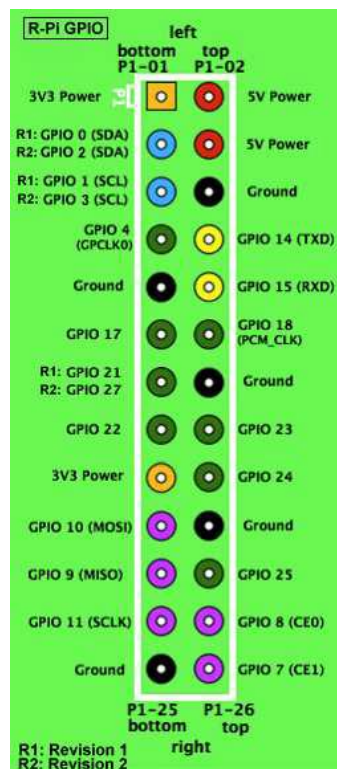 R-Pi GPIO
left
bottom top
P1-01 P1-02
3V3 Power P1 5V Power
R1: GPIO 0 (SDA)
R2: GPIO 2 (SDA) 5V Power
R1: GPIO 1 (SCL)
R2: GPIO 3 (SCL) Ground
GPIO 4
(GPCLK0) GPIO 14 (TXD)
Ground GPIO 15 (RXD)
GPIO 17 GPIO 18
(PCM_CLK)
R1: GPIO 21
R2: GPIO 27 Ground
GPIO 22 GPIO 23
3V3 Power GPIO 24
GPIO 10 (MOSI) Ground
GPIO 9 (MISO) GPIO 25
GPIO 11 (SCLK) GPIO 8 (CE0)
Ground GPIO 7 (CE1)
P1-25 P1-26
bottom top
right
R1: Revision 1
R2: Revision 2